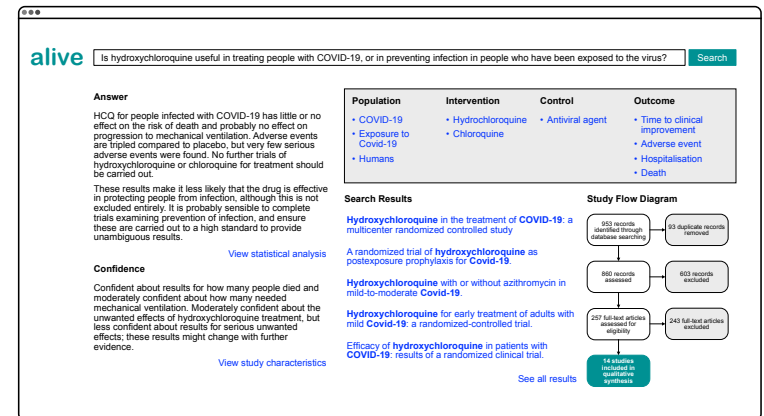 alive
Is hydroxychloroquine useful in treating people with COVID-19, or in preventing infection in people who have been exposed to the virus?
Search
Answer
HCQ for people infected with COVID-19 has little or no
effect on the risk of death and probably no effect on
progression to mechanical ventilation. Adverse events
are tripled compared to placebo, but very few serious
adverse events were found. No further trials of
hydroxychloroquine or chloroquine for treatment should
be carried out.
These results make it less likely that the drug is effective
in protecting people from infection, although this is not
excluded entirely. It is probably sensible to complete
trials examining prevention of infection, and ensure
these are carried out to a high standard to provide
unambiguous results.
View statistical analysis
Confidence
Confident about results for how many people died and
moderately confident about how many needed
mechanical ventilation. Moderately confident about the
unwanted effects of hydroxychloroquine treatment, but
less confident about results for serious unwanted
effects; these results might change with further
evidence.
View study characteristics
Population
• COVID-19
• Exposure to
Covid-19
• Humans
Intervention
• Hydrochloroquine
• Chloroquine
Control
• Antiviral agent
Outcome
• Time to clinical
improvement
• Adverse event
• Hospitalisation
• Death
Search Results
Hydroxychloroquine in the treatment of COVID-19: a
multicenter randomized controlled study
A randomized trial of hydroxychloroquine as
postexposure prophylaxis for Covid-19.
Hydroxychloroquine with or without azithromycin in
mild-to-moderate Covid-19.
Hydroxychloroquine for early treatment of adults with
mild Covid-19: a randomized-controlled trial.
Efficacy of hydroxychloroquine in patients with
COVID-19: results of a randomized clinical trial.
See all results
Study Flow Diagram
953 records
identified through
database searching
93 duplicate records
removed
860 records
assessed
603 records
excluded
257 full-text articles
assessed for
eligibility
243 full-text articles
excluded
14 studies
included in
qualitative
synthesis